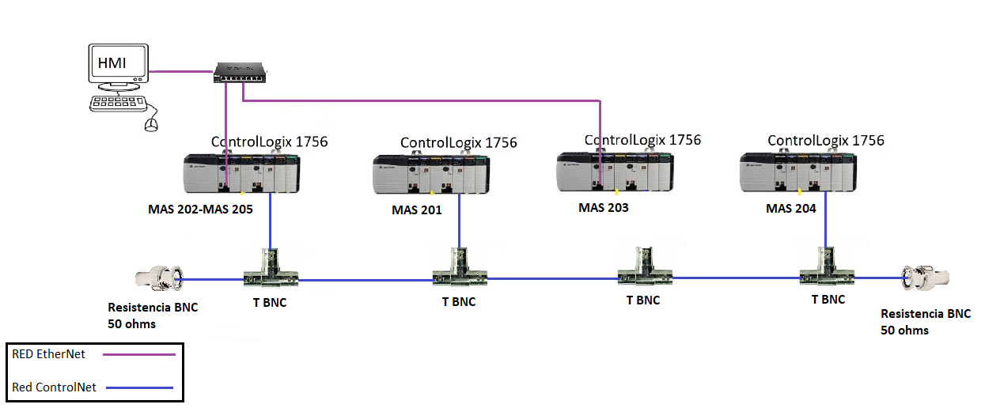 HMI
ControlLogix 1756
ControlLogix 1756
ControlLogix 1756
ControlLogix 1756
MAS 202-MAS 205
MAS 201
MAS 203
MAS 204
T BNC
T BNC
T BNC
T BNC
Resistencia BNC
50 ohms
Resistencia BNC
50 ohms
RED EtherNet
Red ControlNet